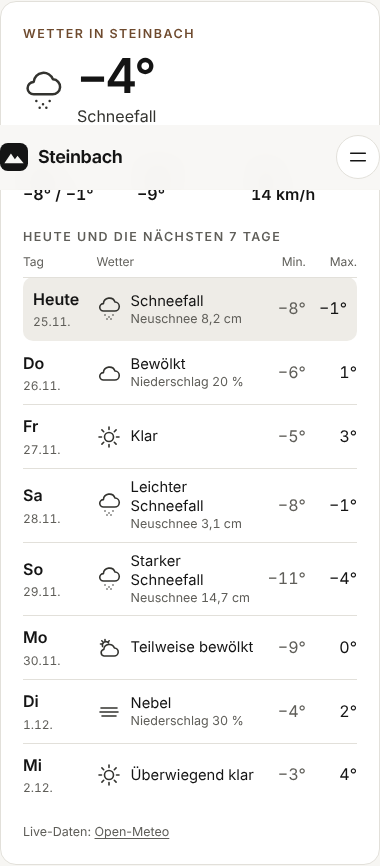 WETTER IN STEINBACH
−4°
Schneefall
Steinbach
−8° / −1° −9° 14 km/h
HEUTE UND DIE NÄCHSTEN 7 TAGE
Tag Wetter Min. Max.
Heute Schneefall −8° −1°
25.11. Neuschnee 8,2 cm
Do Bewölkt −6° 1°
26.11. Niederschlag 20 %
Fr Klar −5° 3°
27.11.
Sa Leichter Schneefall −8° −1°
28.11. Neuschnee 3,1 cm
So Starker Schneefall −11° −4°
29.11. Neuschnee 14,7 cm
Mo Teilweise bewölkt −9° 0°
30.11.
Di Nebel −4° 2°
1.12. Niederschlag 30 %
Mi Überwiegend klar −3° 4°
2.12.
Live-Daten: Open-Meteo